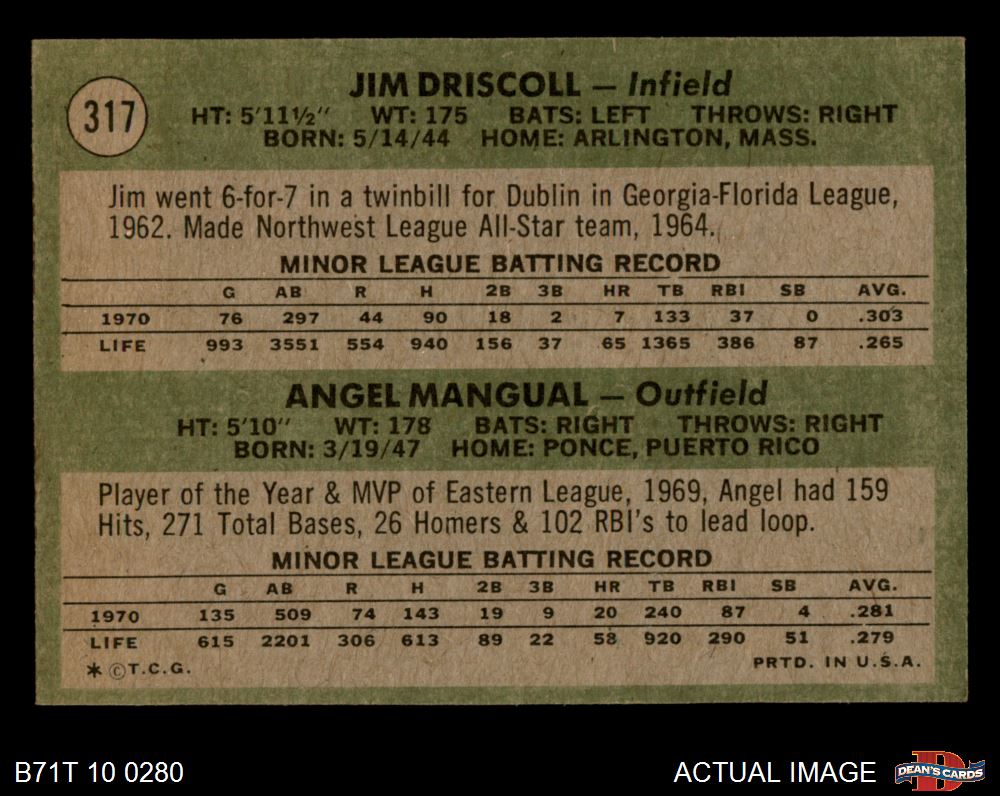 317
JIM DRISCOLL — Infield
HT: 5'11½" WT: 175 BATS: LEFT THROWS: RIGHT
BORN: 5/14/44 HOME: ARLINGTON, MASS.
Jim went 6-for-7 in a twinbill for Dublin in Georgia-Florida League,
1962. Made Northwest League All-Star team, 1964.
MINOR LEAGUE BATTING RECORD
G AB R H 2B 3B HR TB RBI SB AVG.
1970 76 297 44 90 18 2 7 133 37 0 .303
LIFE 993 3551 554 940 156 37 65 1365 386 87 .265
ANGEL MANGUAL — Outfield
HT: 5'10" WT: 178 BATS: RIGHT THROWS: RIGHT
BORN: 3/19/47 HOME: PONCE, PUERTO RICO
Player of the Year & MVP of Eastern League, 1969, Angel had 159
Hits, 271 Total Bases, 26 Homers & 102 RBI's to lead loop.
MINOR LEAGUE BATTING RECORD
G AB R H 2B 3B HR TB RBI SB AVG.
1970 135 509 74 143 19 9 20 240 87 4 .281
LIFE 615 2201 306 613 89 22 58 920 290 51 .279
* ©T.C.G. PRTD. IN U.S.A.
B71T 10 0280 ACTUAL IMAGE D DEAN'S CARDS